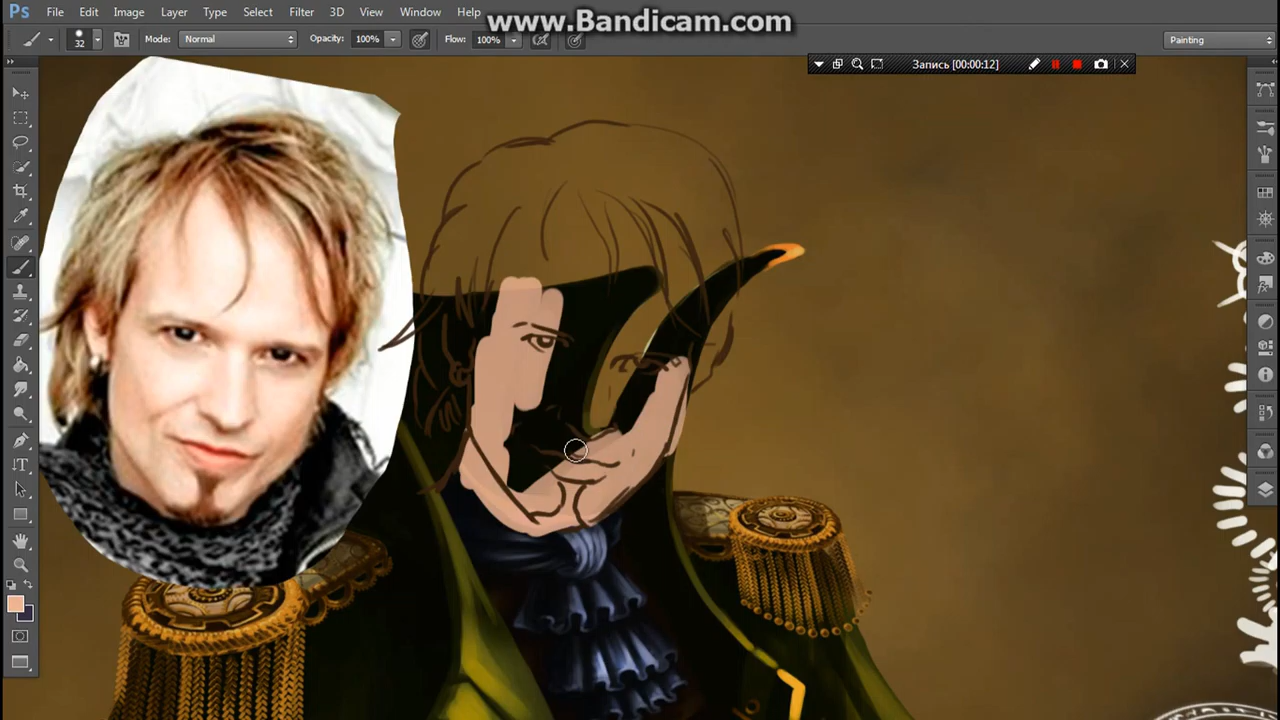 Ps File Edit Image Layer Type Select Filter 3D View Window Help
www.Bandicam.com
32 Mode: Normal Opacity: 100% Flow: 100% Painting
Запись [00:00:12]